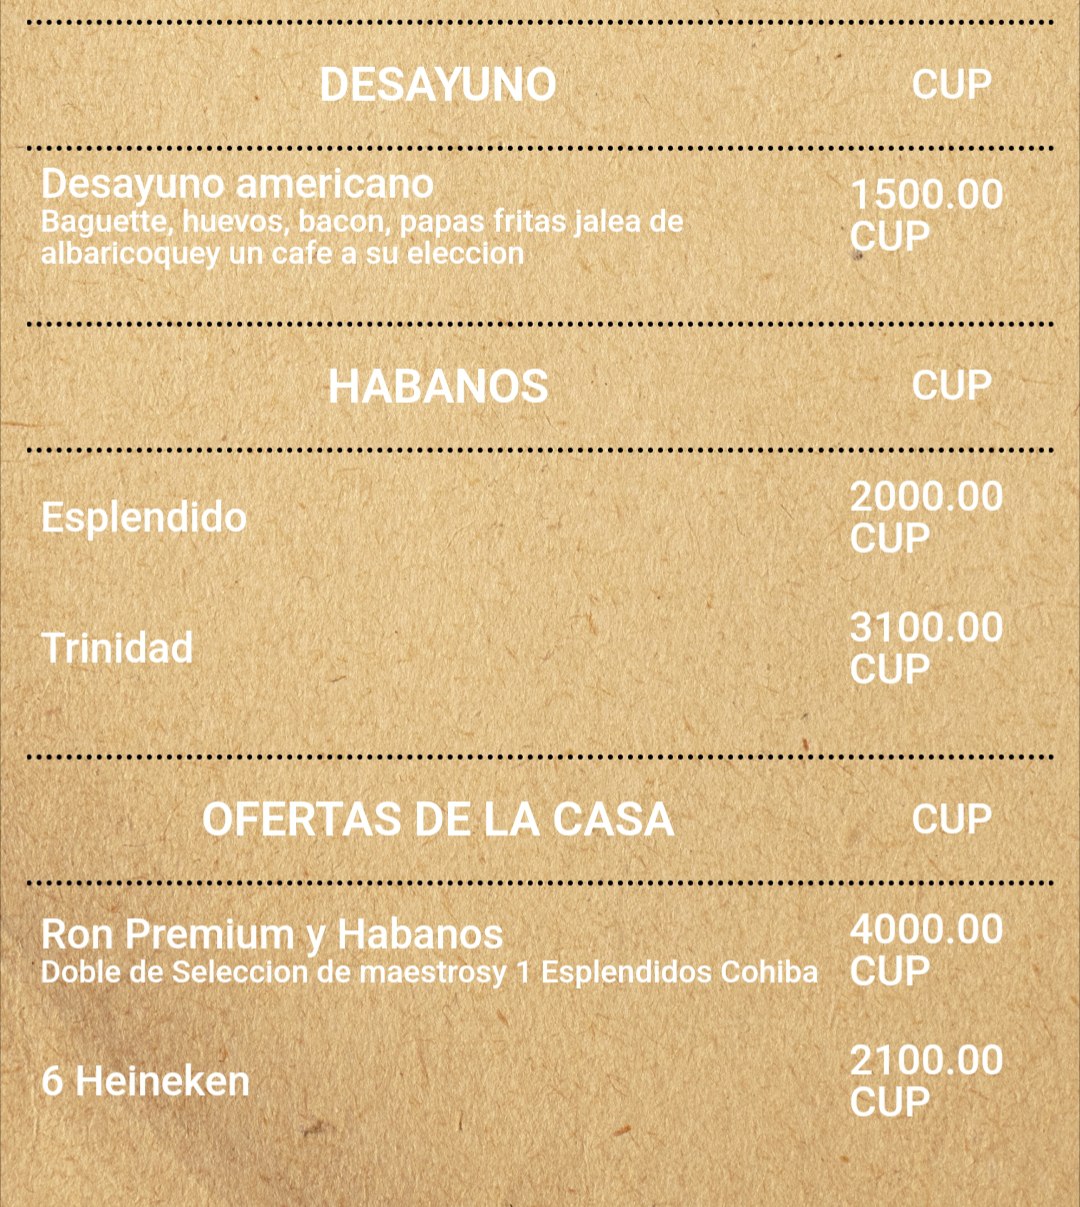 DESAYUNO CUP
Desayuno americano
Baguette, huevos, bacon, papas fritas jalea de
albaricoquey un cafe a su eleccion
1500.00
CUP
HABANOS CUP
Esplendido
2000.00
CUP
Trinidad
3100.00
CUP
OFERTAS DE LA CASA CUP
Ron Premium y Habanos
Doble de Seleccion de maestrosy 1 Esplendidos Cohiba
4000.00
CUP
6 Heineken
2100.00
CUP